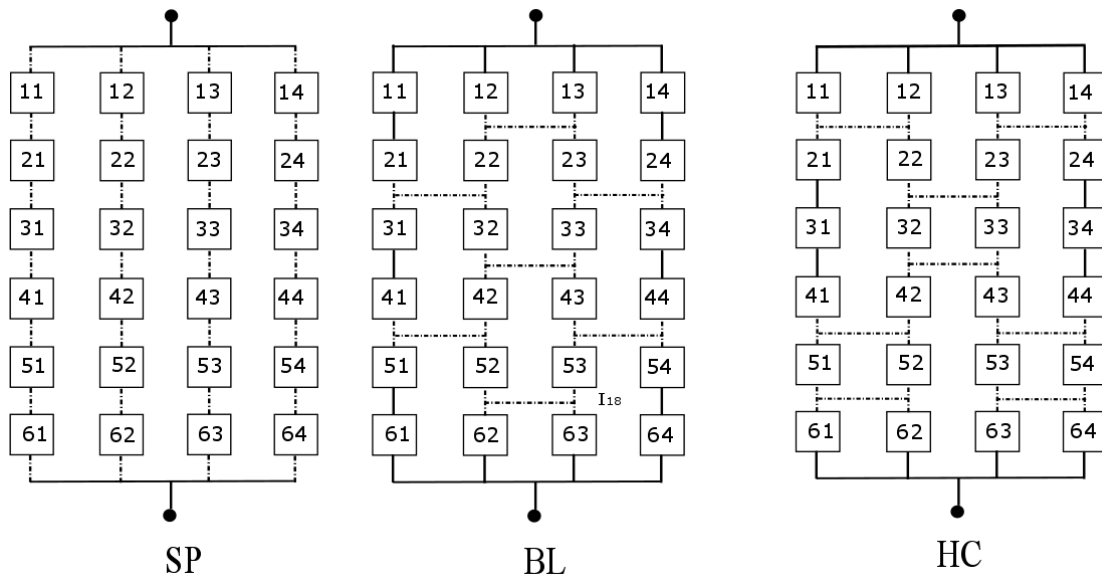 11 12 13 14 11 12 13 14 11 12 13 14
21 22 23 24 21 22 23 24 21 22 23 24
31 32 33 34 31 32 33 34 31 32 33 34
41 42 43 44 41 42 43 44 41 42 43 44
51 52 53 54 51 52 53 54 51 52 53 54
I18
61 62 63 64 61 62 63 64 61 62 63 64
SP BL HC